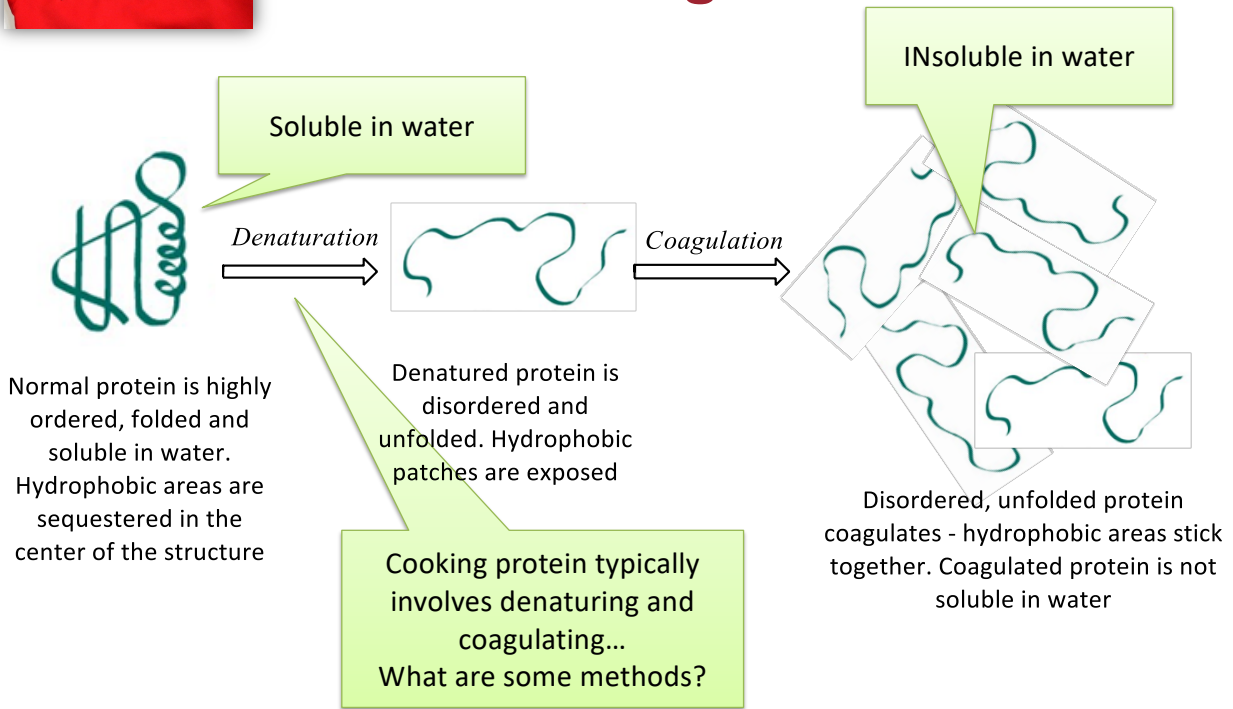 INsoluble in water
Soluble in water
Denaturation
Coagulation
Normal protein is highly
ordered, folded and
soluble in water.
Hydrophobic areas are
sequestered in the
center of the structure
Denatured protein is
disordered and
unfolded. Hydrophobic
patches are exposed
Disordered, unfolded protein
coagulates - hydrophobic areas stick
together. Coagulated protein is not
soluble in water
Cooking protein typically
involves denaturing and
coagulating…
What are some methods?